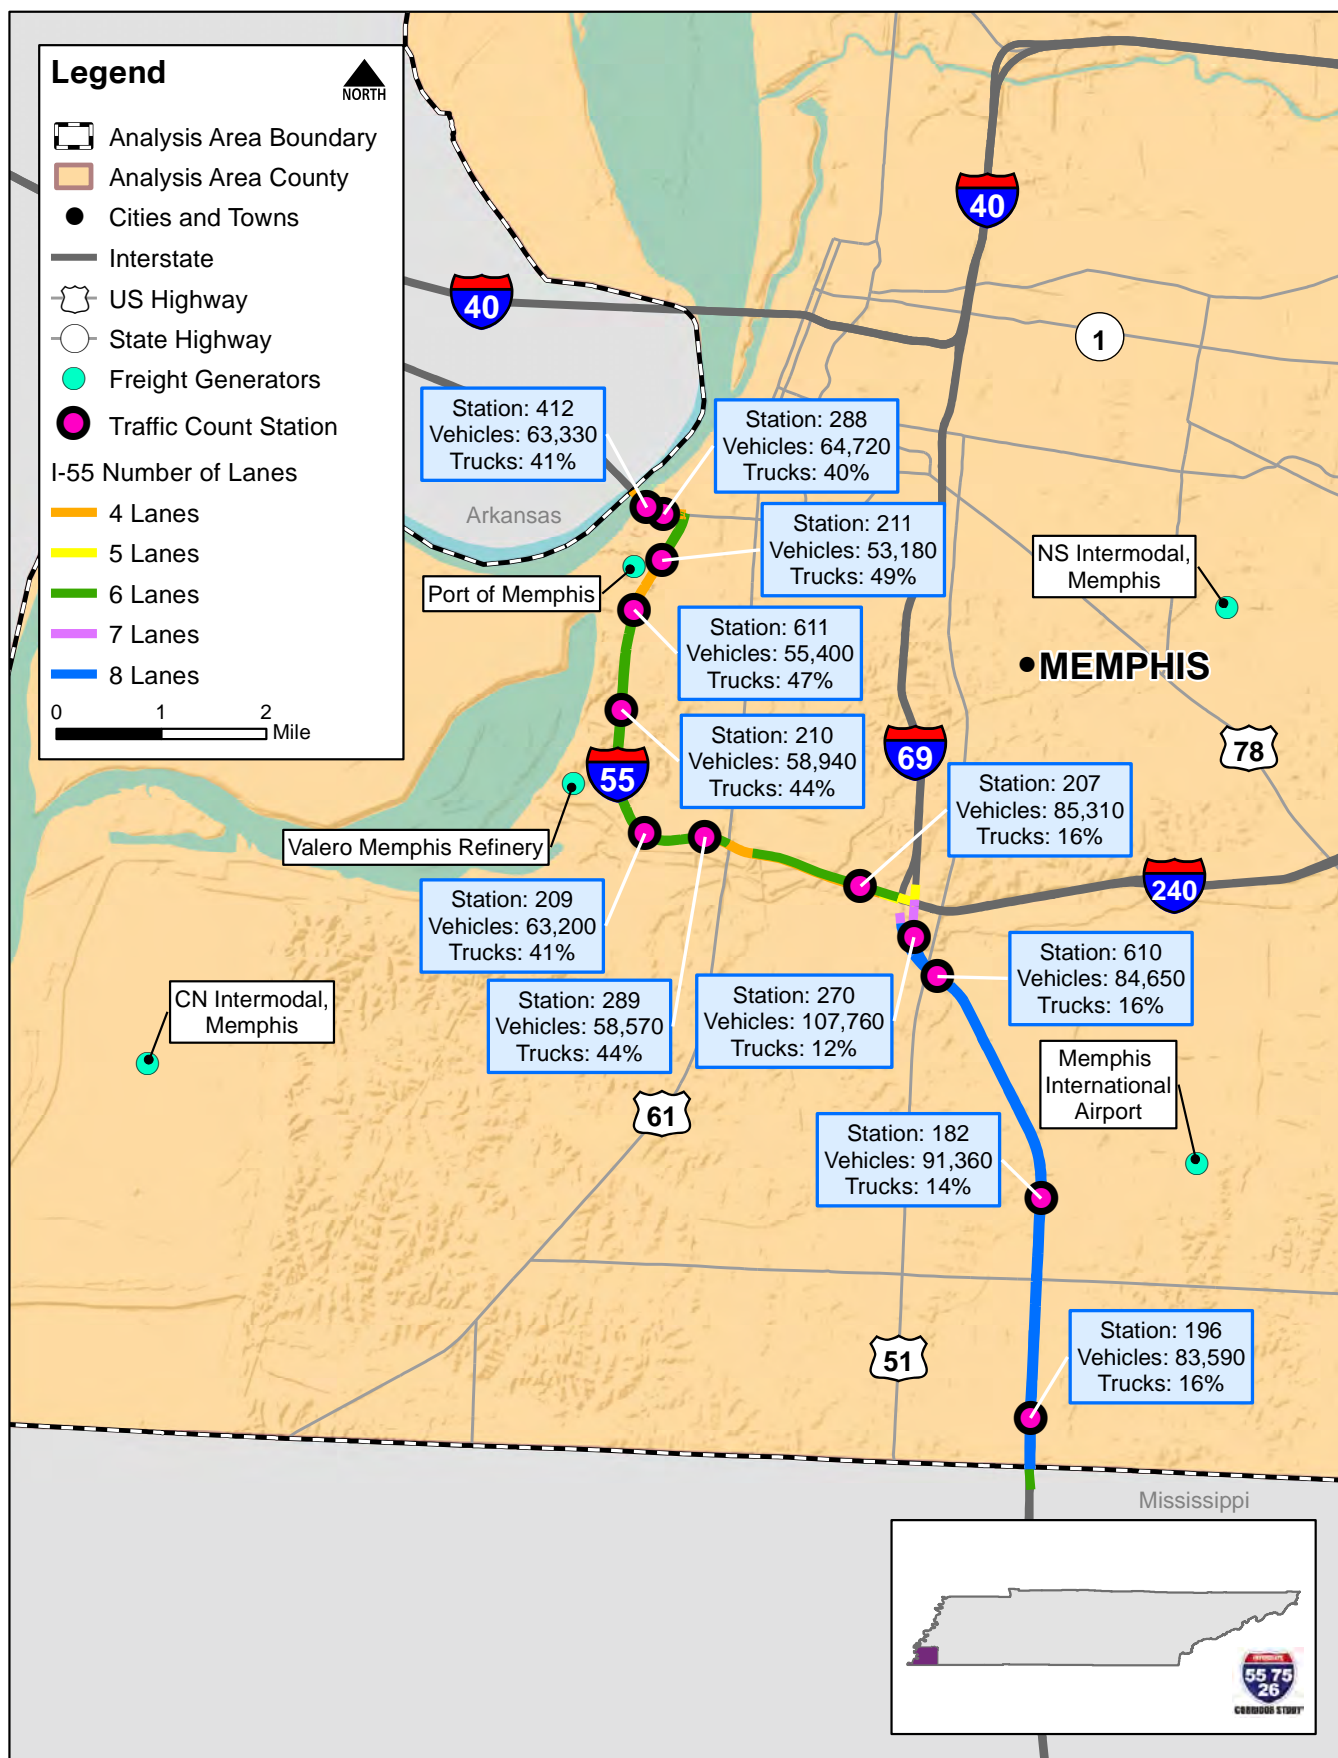 Legend
NORTH
Analysis Area Boundary
Analysis Area County
Cities and Towns
Interstate
US Highway
State Highway
Freight Generators
Traffic Count Station
I-55 Number of Lanes
4 Lanes
5 Lanes
6 Lanes
7 Lanes
8 Lanes
0 1 2
Mile
40
40
1
Station: 412
Vehicles: 63,330
Trucks: 41%
Station: 288
Vehicles: 64,720
Trucks: 40%
Arkansas
Station: 211
Vehicles: 53,180
Trucks: 49%
NS Intermodal,
Memphis
Port of Memphis
Station: 611
Vehicles: 55,400
Trucks: 47%
MEMPHIS
Station: 210
Vehicles: 58,940
Trucks: 44%
69
78
55
Station: 207
Vehicles: 85,310
Trucks: 16%
Valero Memphis Refinery
240
Station: 209
Vehicles: 63,200
Trucks: 41%
Station: 610
Vehicles: 84,650
Trucks: 16%
CN Intermodal,
Memphis
Station: 289
Vehicles: 58,570
Trucks: 44%
Station: 270
Vehicles: 107,760
Trucks: 12%
Memphis
International
Airport
61
Station: 182
Vehicles: 91,360
Trucks: 14%
Station: 196
Vehicles: 83,590
Trucks: 16%
51
Mississippi
INTERSTATE
55 75
26
CORRIDOR STUDY